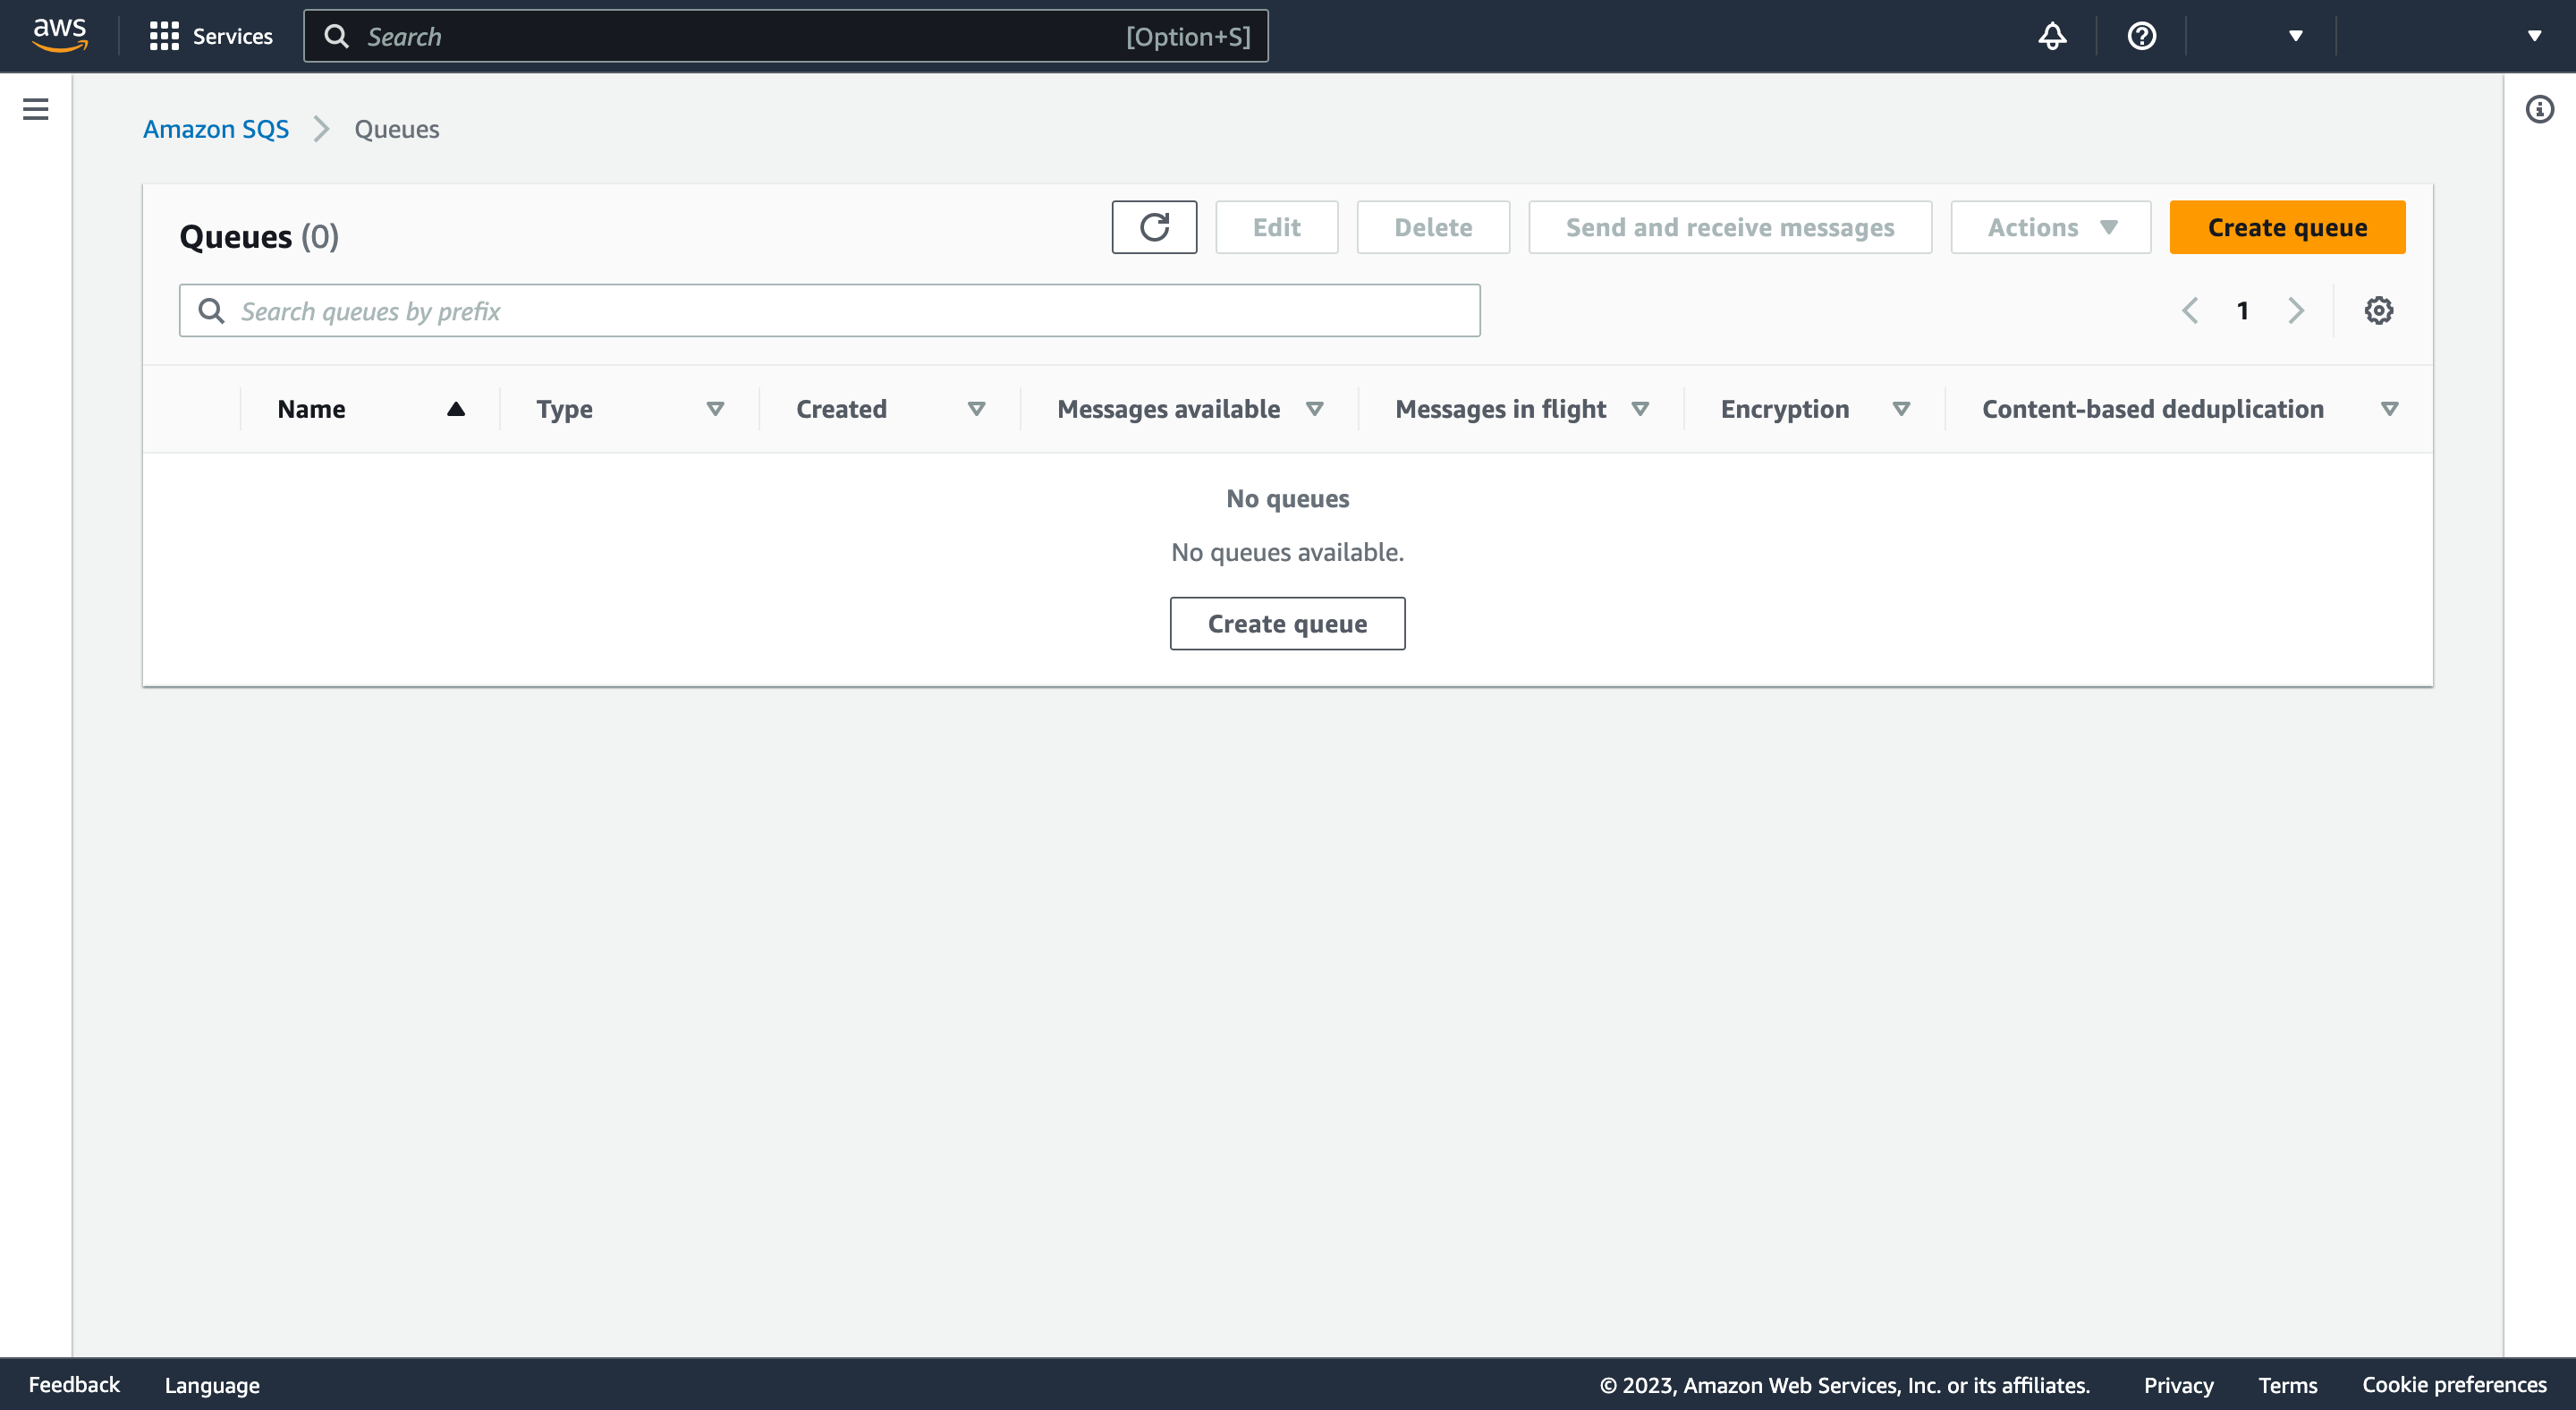 aws Services Search [Option+S]
Amazon SQS Queues
Queues (0) Edit Delete Send and receive messages Actions Create queue
Search queues by prefix 1
Name Type Created Messages available Messages in flight Encryption Content-based deduplication
No queues
No queues available.
Create queue
Feedback Language © 2023, Amazon Web Services, Inc. or its affiliates. Privacy Terms Cookie preferences